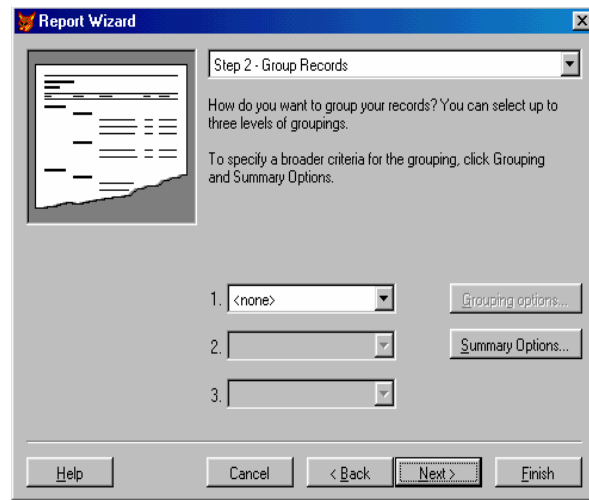 Report Wizard
Step 2 - Group Records
How do you want to group your records? You can select up to
three levels of groupings.
To specify a broader criteria for the grouping, click Grouping
and Summary Options.
1. <none> Grouping options...
2. Summary Options...
3.
Help Cancel < Back Next > Finish